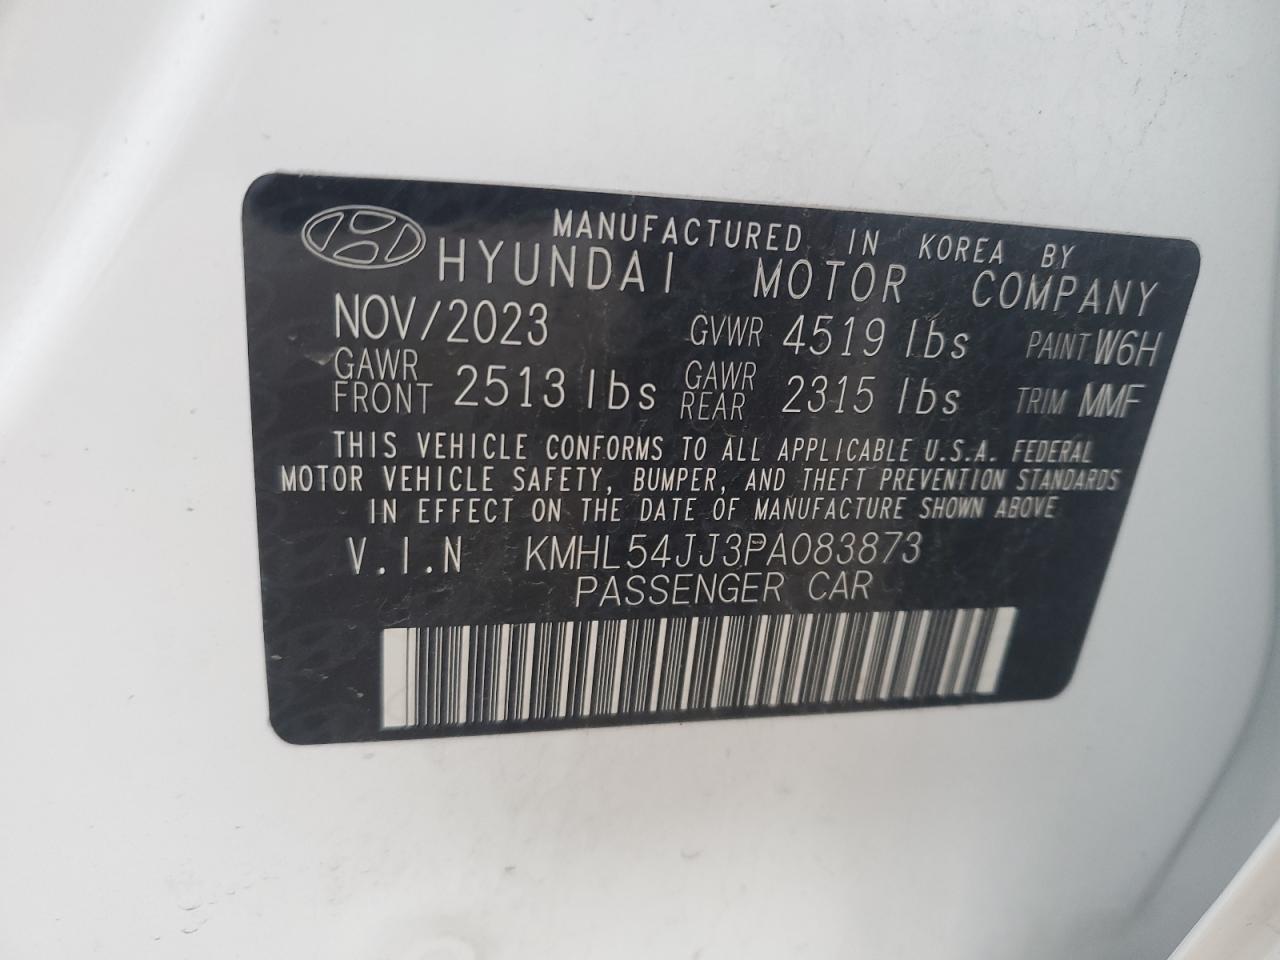 MANUFACTURED IN KOREA BY
HYUNDAI MOTOR COMPANY
NOV/2023 GVWR 4519 lbs PAINT W6H
GAWR FRONT 2513 lbs GAWR REAR 2315 lbs TRIM MMF
THIS VEHICLE CONFORMS TO ALL APPLICABLE U.S.A. FEDERAL
MOTOR VEHICLE SAFETY, BUMPER, AND THEFT PREVENTION STANDARDS
IN EFFECT ON THE DATE OF MANUFACTURE SHOWN ABOVE
V.I.N KMHL54JJ3PA083873
PASSENGER CAR